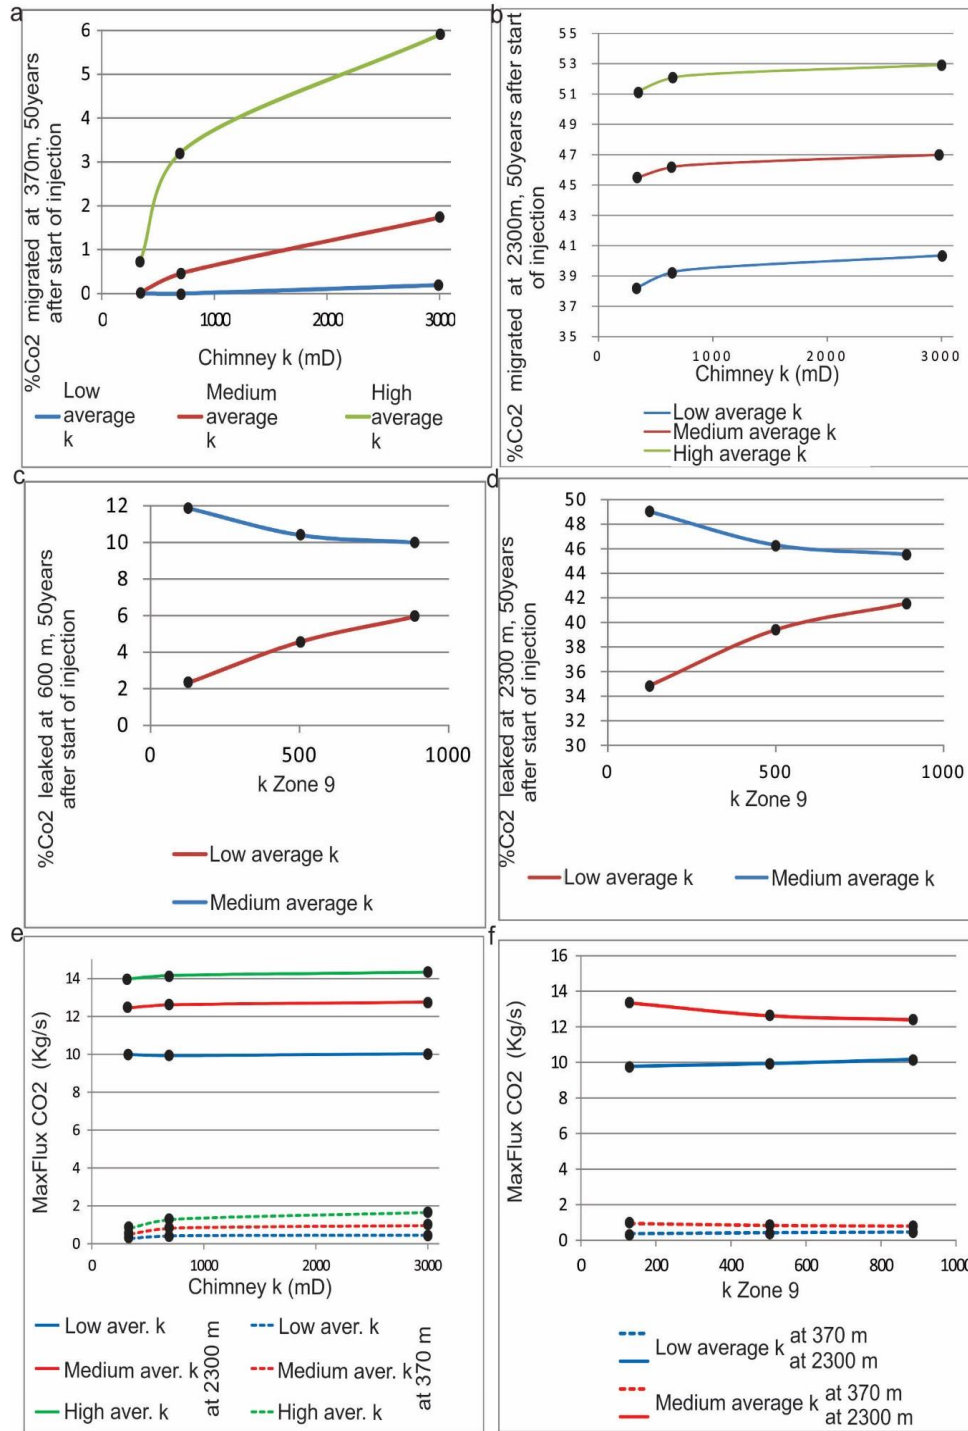 a
%Co2 migrated at 370m, 50years
after start of injection
6
5
4
3
2
1
0
0 1000 2000 3000
Chimney k (mD)
Low average k
Medium average k
High average k
b
%Co2 migrated at 2300m, 50years after start
of injection
55
53
51
49
47
45
43
41
39
37
35
0 1000 2000 3000
Chimney k (mD)
Low average k
Medium average k
High average k
c
%Co2 leaked at 600 m, 50years
after start of injection
12
10
8
6
4
2
0
0 500 1000
k Zone 9
Low average k
Medium average k
d
%Co2 leaked at 2300 m, 50years
after start of injection
50
48
46
44
42
40
38
36
34
32
30
0 500 1000
k Zone 9
Low average k Medium average k
e
MaxFlux CO2 (Kg/s)
14
12
10
8
6
4
2
0
0 1000 2000 3000
Chimney k (mD)
Low aver. k
Medium aver. k
High aver. k
at 2300 m
Low aver. k
Medium aver. k
High aver. k
at 370 m
f
MaxFlux CO2 (Kg/s)
16
14
12
10
8
6
4
2
0
0 200 400 600 800 1000
k Zone 9
Low average k
at 370 m
at 2300 m
Medium average k
at 370 m
at 2300 m